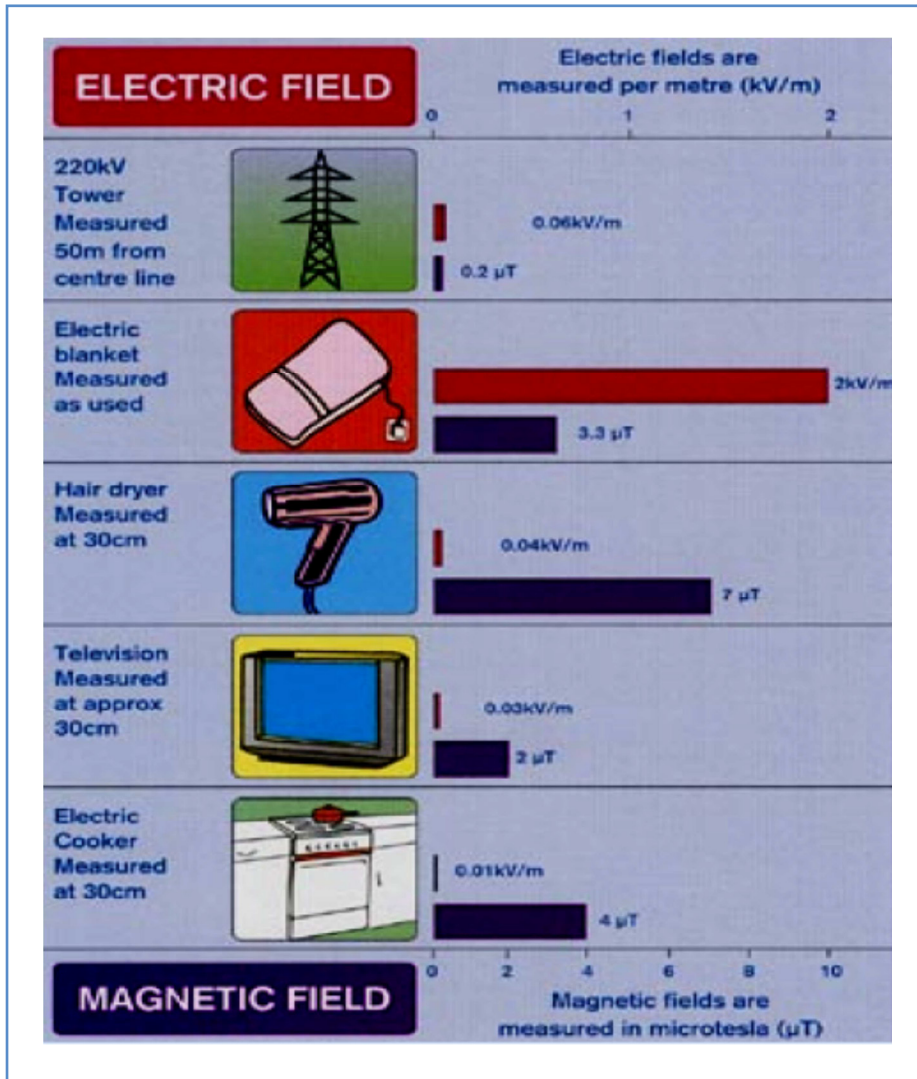 ELECTRIC FIELD
Electric fields are
measured per metre (kV/m)
0 1 2
220kV
Tower
Measured
50m from
centre line
0.06kV/m
0.2 µT
Electric
blanket
Measured
as used
2kV/m
3.3 µT
Hair dryer
Measured
at 30cm
0.04kV/m
7 µT
Television
Measured
at approx
30cm
0.03kV/m
2 µT
Electric
Cooker
Measured
at 30cm
0.01kV/m
4 µT
0 2 4 6 8 10
MAGNETIC FIELD
Magnetic fields are
measured in microtesla (µT)